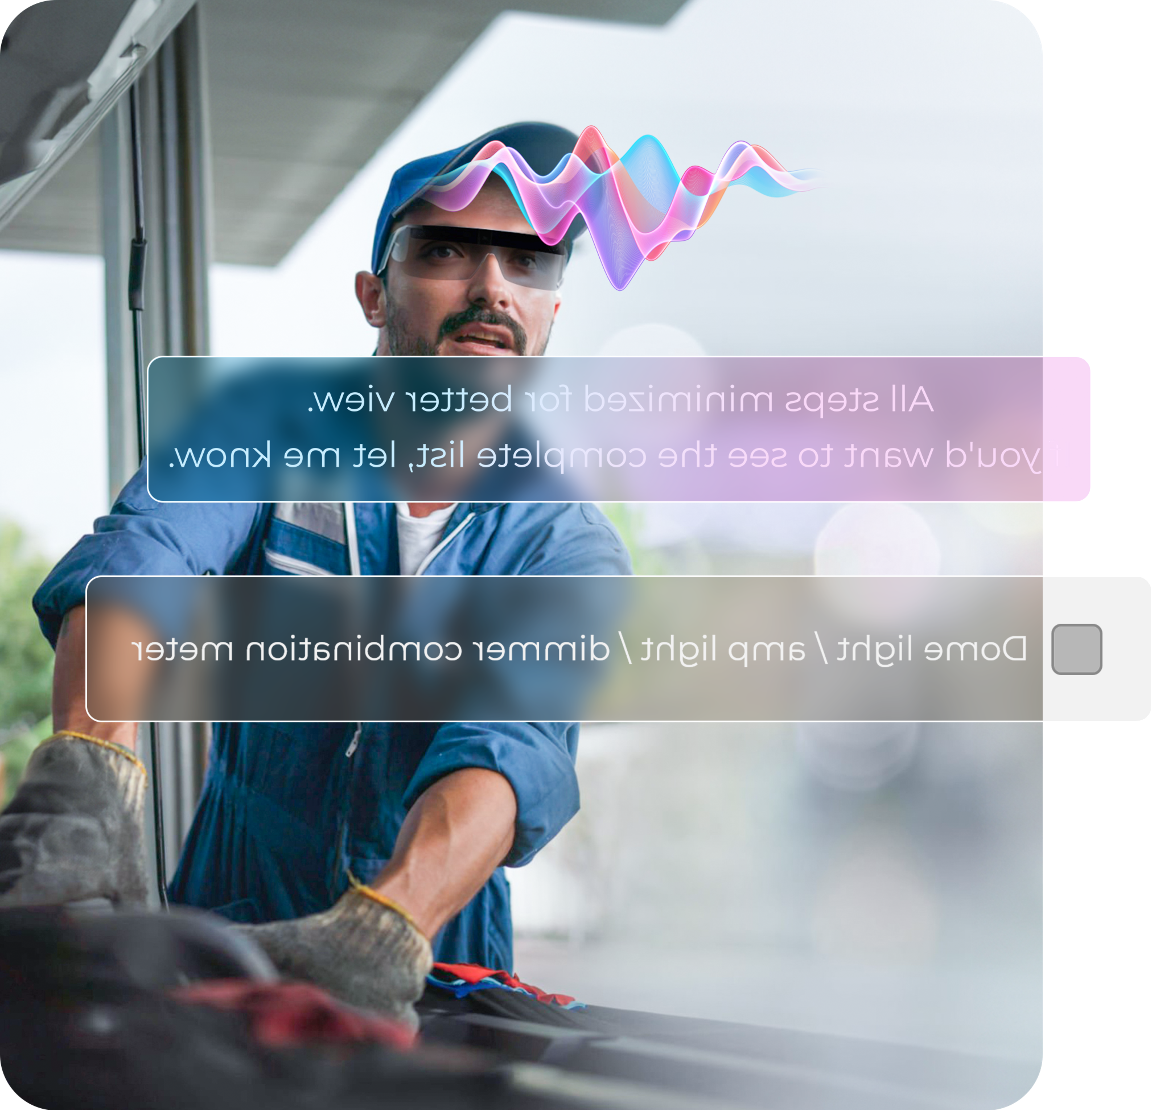 All steps minimized for better view.
you'd want to see the complete list, let me know.
Dome light / amp light / dimmer combination meter